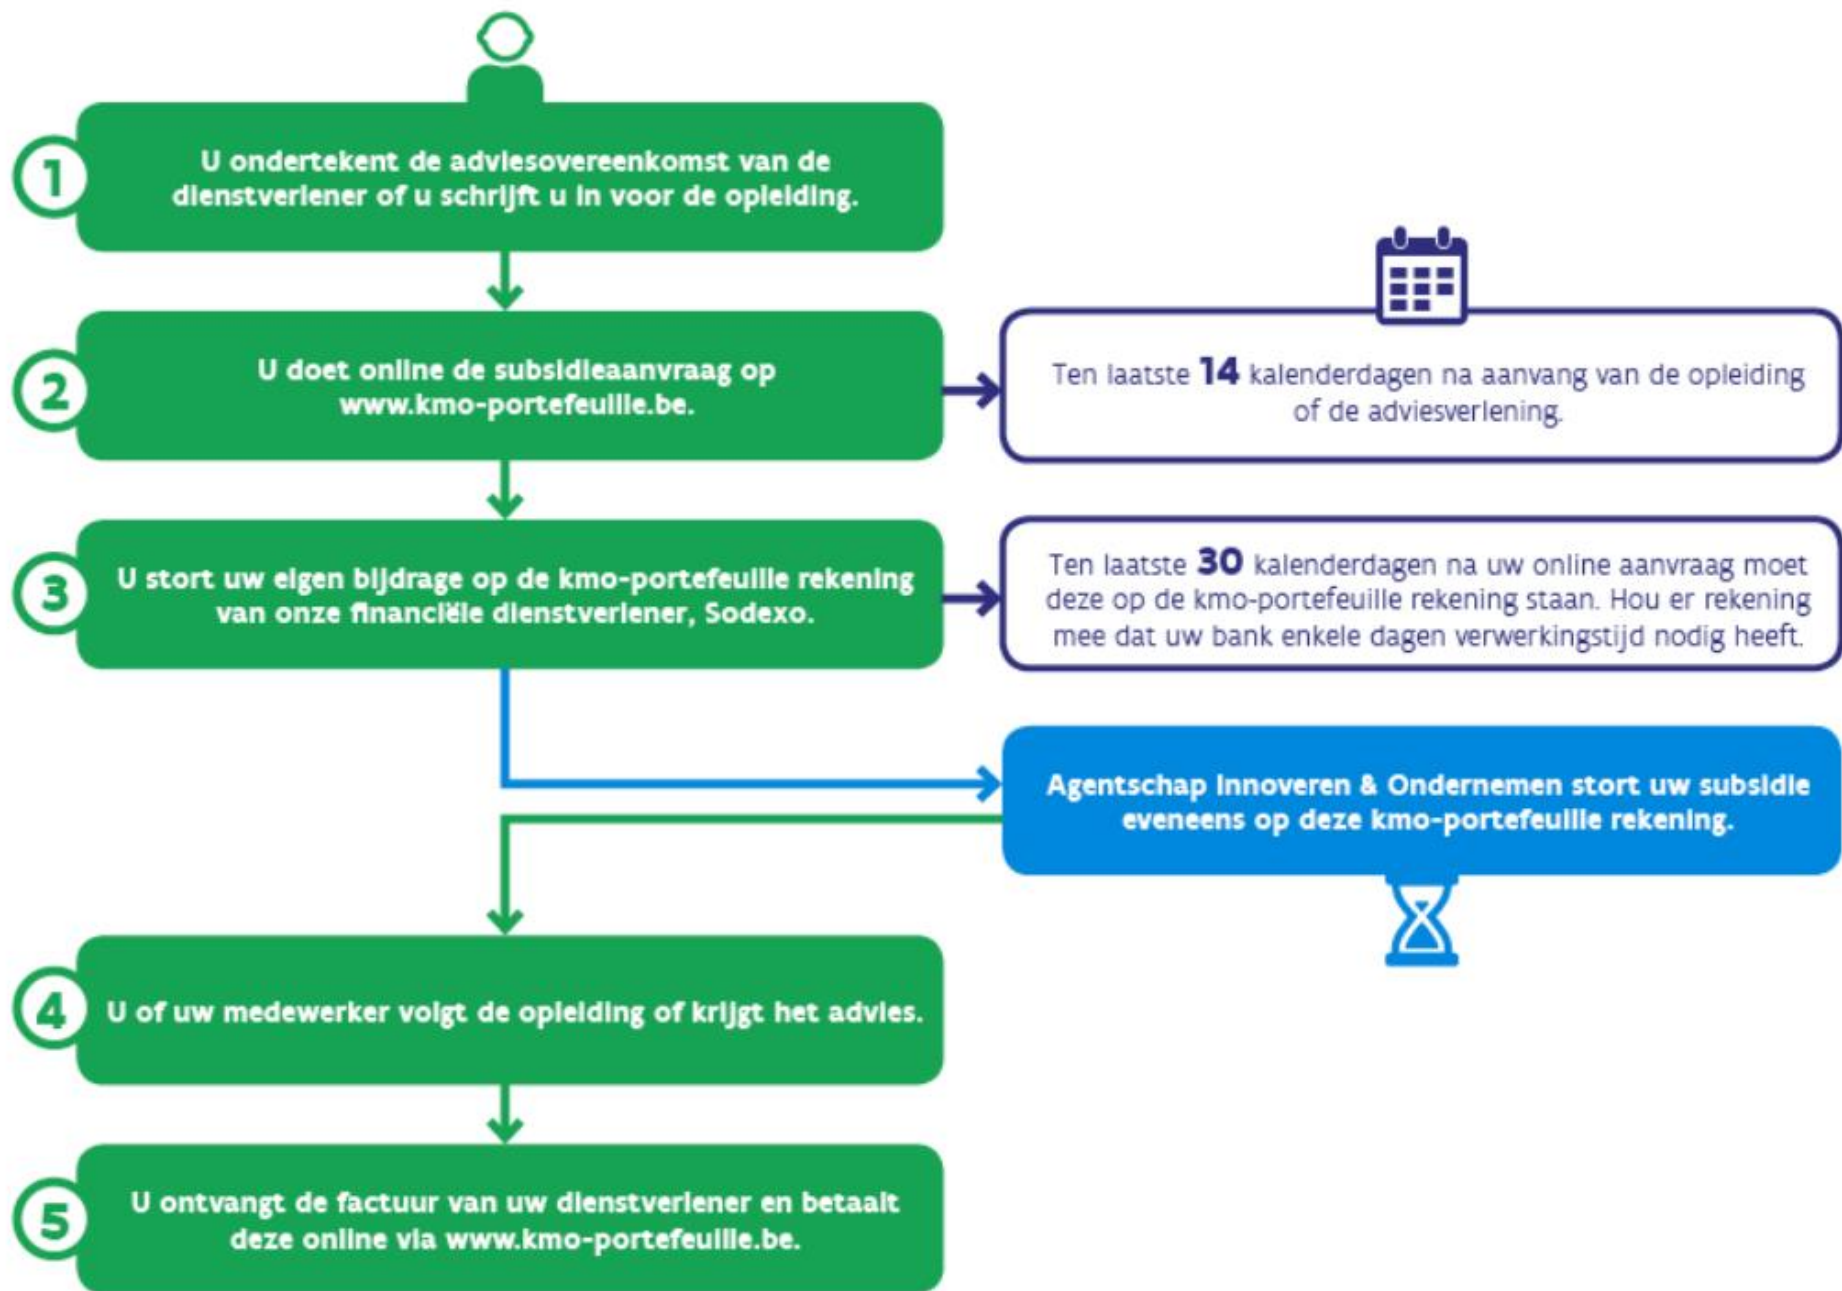 1
U ondertekent de adviesovereenkomst van de
dienstverlener of u schrijft u in voor de opleiding.
2
U doet online de subsidieaanvraag op
www.kmo-portefeuille.be.
Ten laatste 14 kalenderdagen na aanvang van de opleiding
of de adviesverlening.
3
U stort uw eigen bijdrage op de kmo-portefeuille rekening
van onze financiële dienstverlener, Sodexo.
Ten laatste 30 kalenderdagen na uw online aanvraag moet
deze op de kmo-portefeuille rekening staan. Hou er rekening
mee dat uw bank enkele dagen verwerkingstijd nodig heeft.
Agentschap Innoveren & Ondernemen stort uw subsidie
eveneens op deze kmo-portefeuille rekening.
4
U of uw medewerker volgt de opleiding of krijgt het advies.
5
U ontvangt de factuur van uw dienstverlener en betaalt
deze online via www.kmo-portefeuille.be.